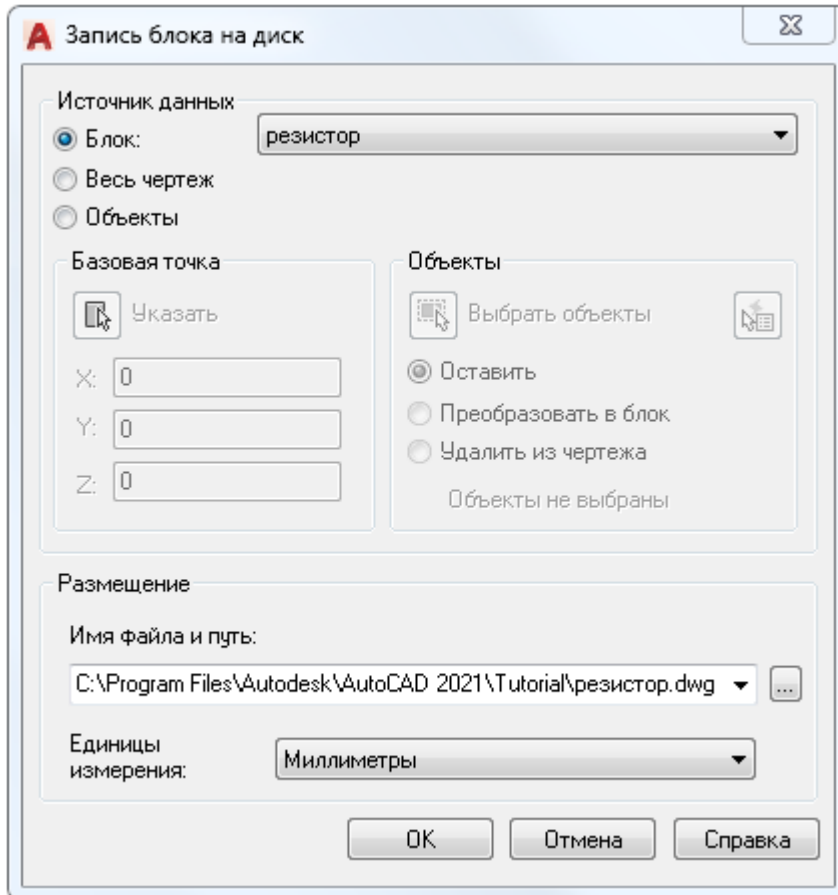 Запись блока на диск
Источник данных
Блок:
резистор
Весь чертеж
Объекты
Базовая точка
Указать
X: 0
Y: 0
Z: 0
Объекты
Выбрать объекты
Оставить
Преобразовать в блок
Удалить из чертежа
Объекты не выбраны
Размещение
Имя файла и путь:
C:\Program Files\Autodesk\AutoCAD 2021\Tutorial\резистор.dwg
...
Единицы
измерения:
Миллиметры
OK
Отмена
Справка